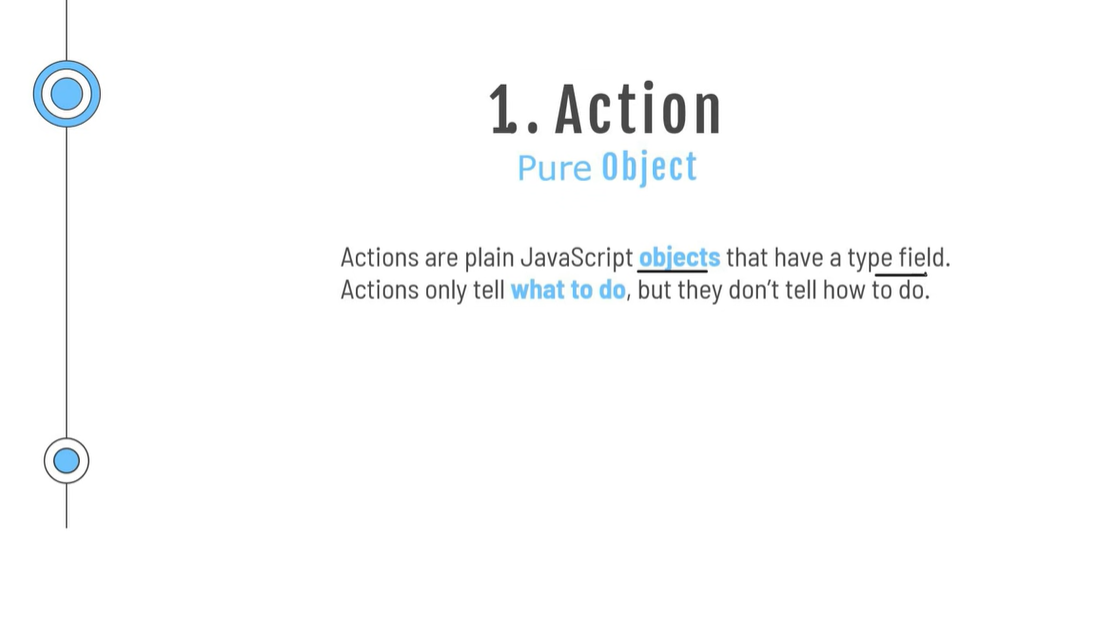 1. Action
Pure Object
Actions are plain JavaScript objects that have a type field.
Actions only tell what to do, but they don't tell how to do.